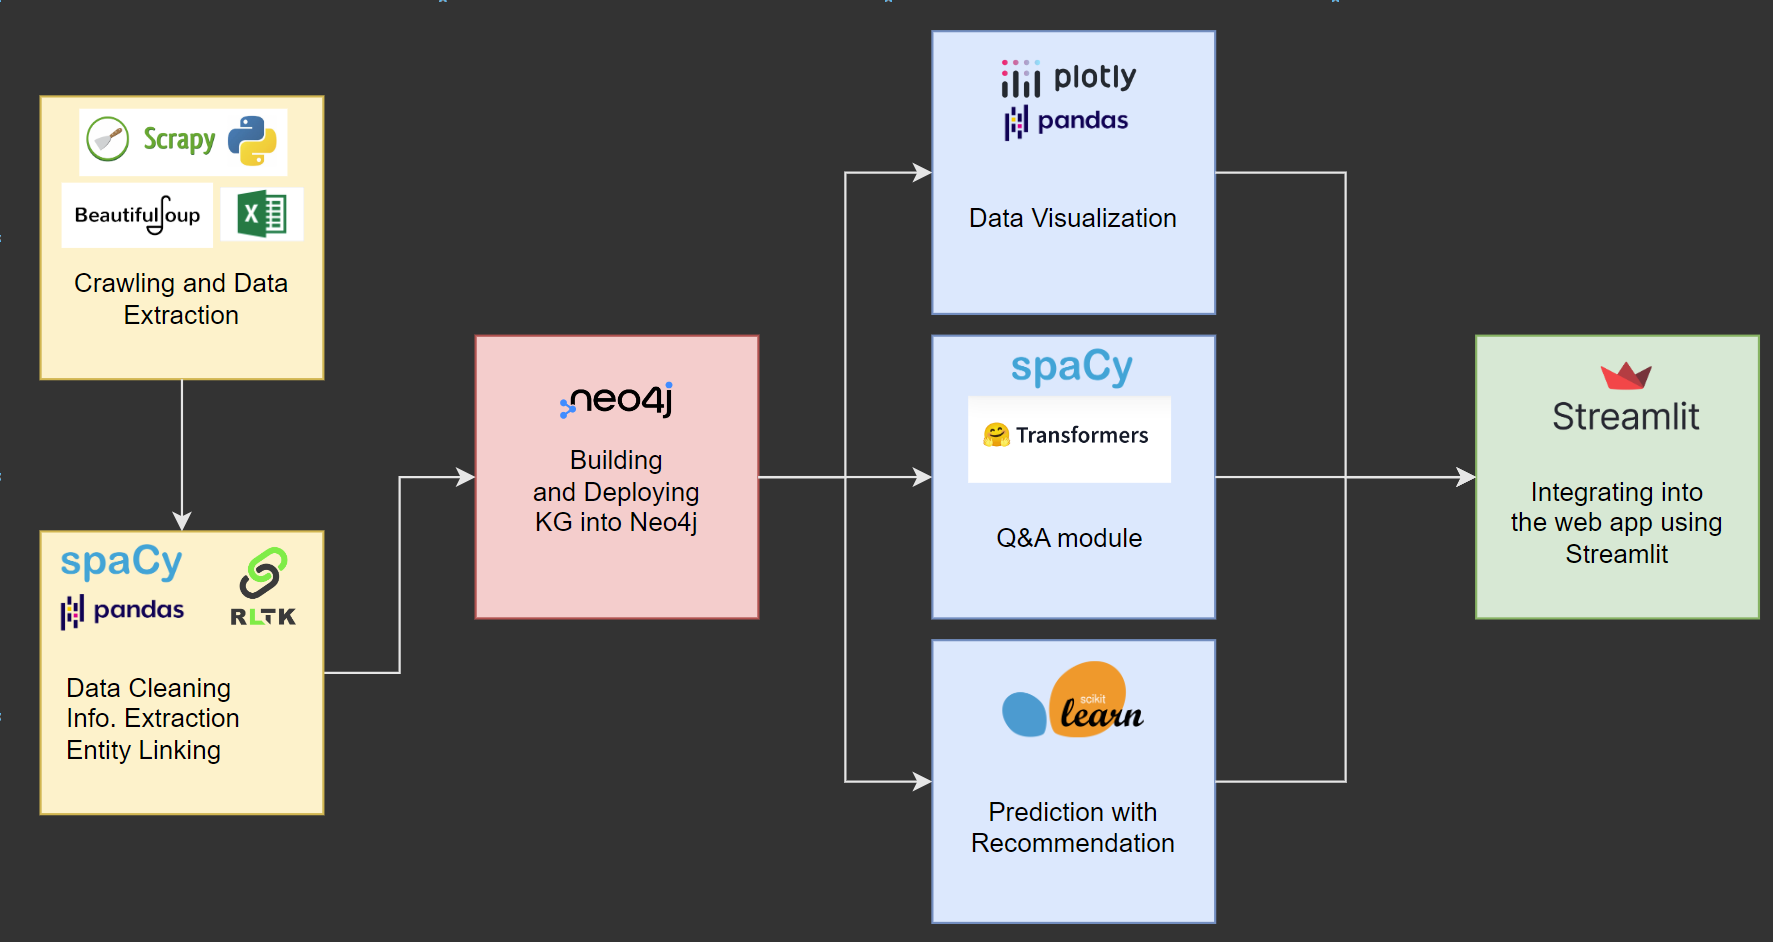 Scrapy
BeautifulSoup
X
Crawling and Data
Extraction
spaCy
pandas
RLTK
Data Cleaning
Info. Extraction
Entity Linking
neo4j
Building
and Deploying
KG into Neo4j
plotly
pandas
Data Visualization
spaCy
Transformers
Q&A module
scikit
learn
Prediction with
Recommendation
Streamlit
Integrating into
the web app using
Streamlit